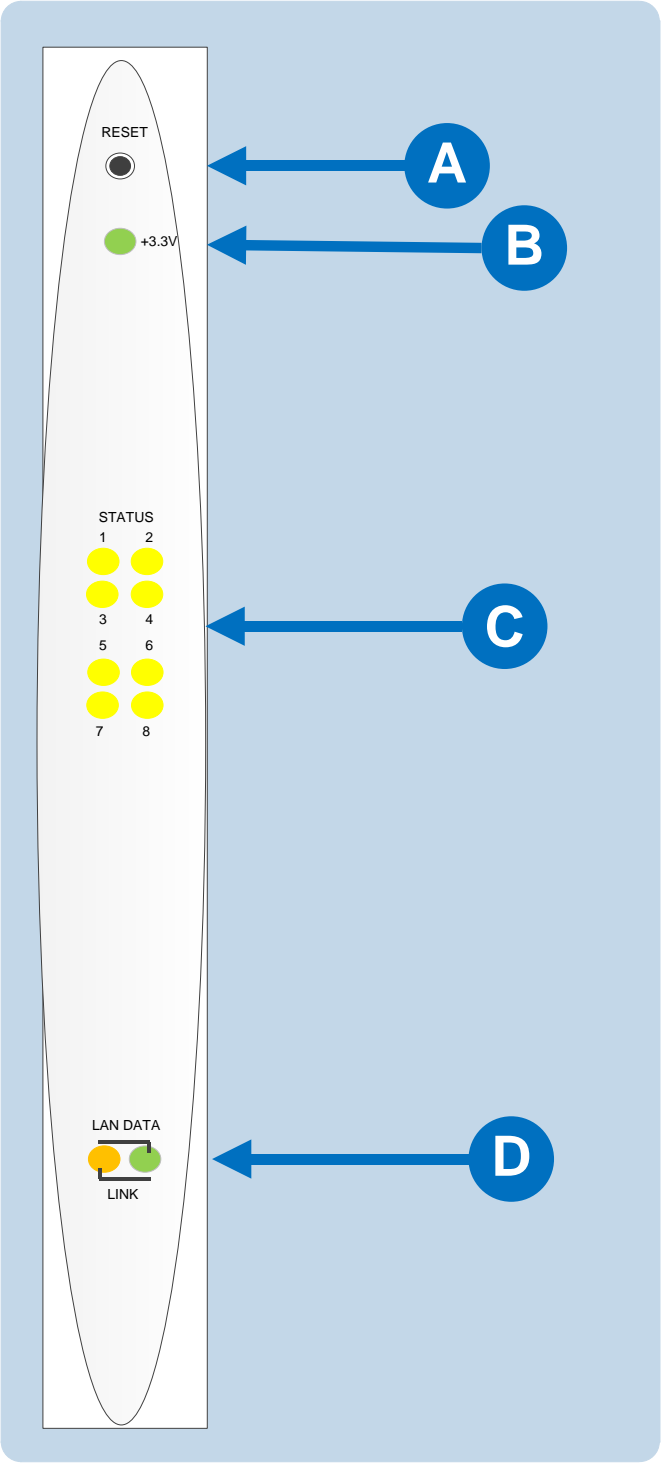 RESET
A
+3.3V
B
STATUS
1 2
3 4
C
5 6
7 8
LAN DATA
D
LINK